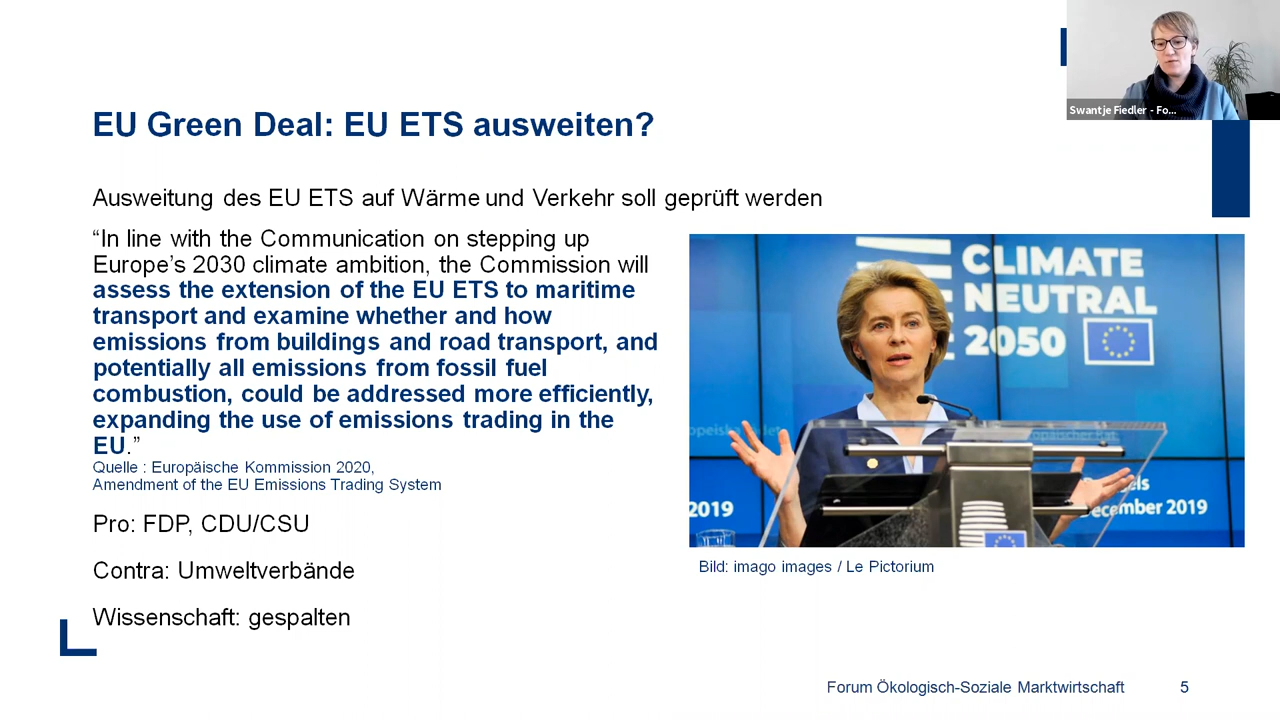 Swantje Fiedler - Fo...
EU Green Deal: EU ETS ausweiten?
Ausweitung des EU ETS auf Wärme und Verkehr soll geprüft werden
“In line with the Communication on stepping up
Europe’s 2030 climate ambition, the Commission will
assess the extension of the EU ETS to maritime
transport and examine whether and how
emissions from buildings and road transport, and
potentially all emissions from fossil fuel
combustion, could be addressed more efficiently,
expanding the use of emissions trading in the
EU.”
Quelle : Europäische Kommission 2020,
Amendment of the EU Emissions Trading System
Pro: FDP, CDU/CSU
Contra: Umweltverbände
Wissenschaft: gespalten
CLIMATE
NEUTRAL
2050
2019
December 2019
Bild: imago images / Le Pictorium
Forum Ökologisch-Soziale Marktwirtschaft
5